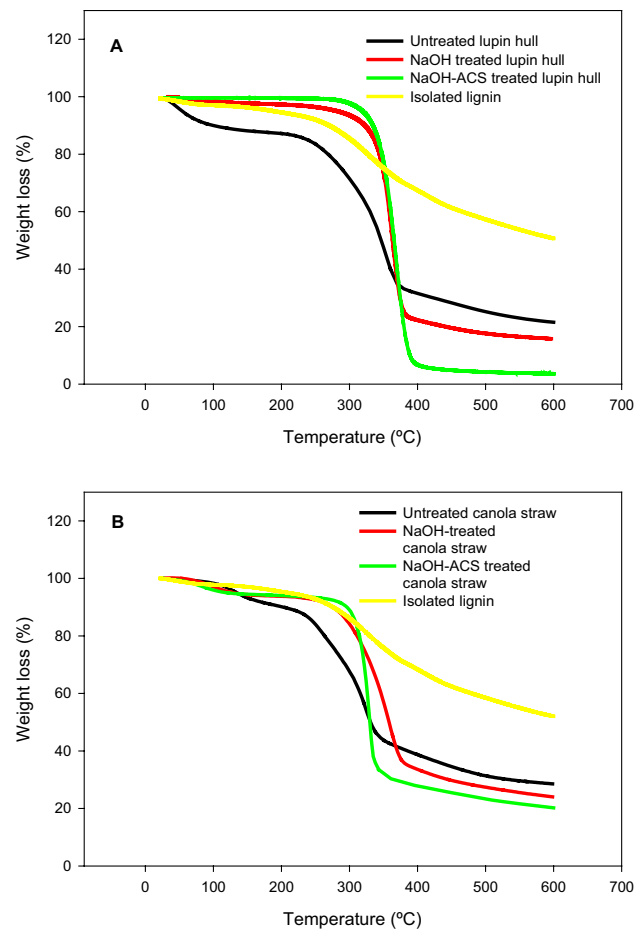 A
Untreated lupin hull
NaOH treated lupin hull
NaOH-ACS treated lupin hull
Isolated lignin
Weight loss (%)
120
100
80
60
40
20
0
0 100 200 300 400 500 600 700
Temperature (ºC)
B
Untreated canola straw
NaOH-treated
canola straw
NaOH-ACS treated
canola straw
Isolated lignin
Weight loss (%)
120
100
80
60
40
20
0
0 100 200 300 400 500 600 700
Temperature (ºC)